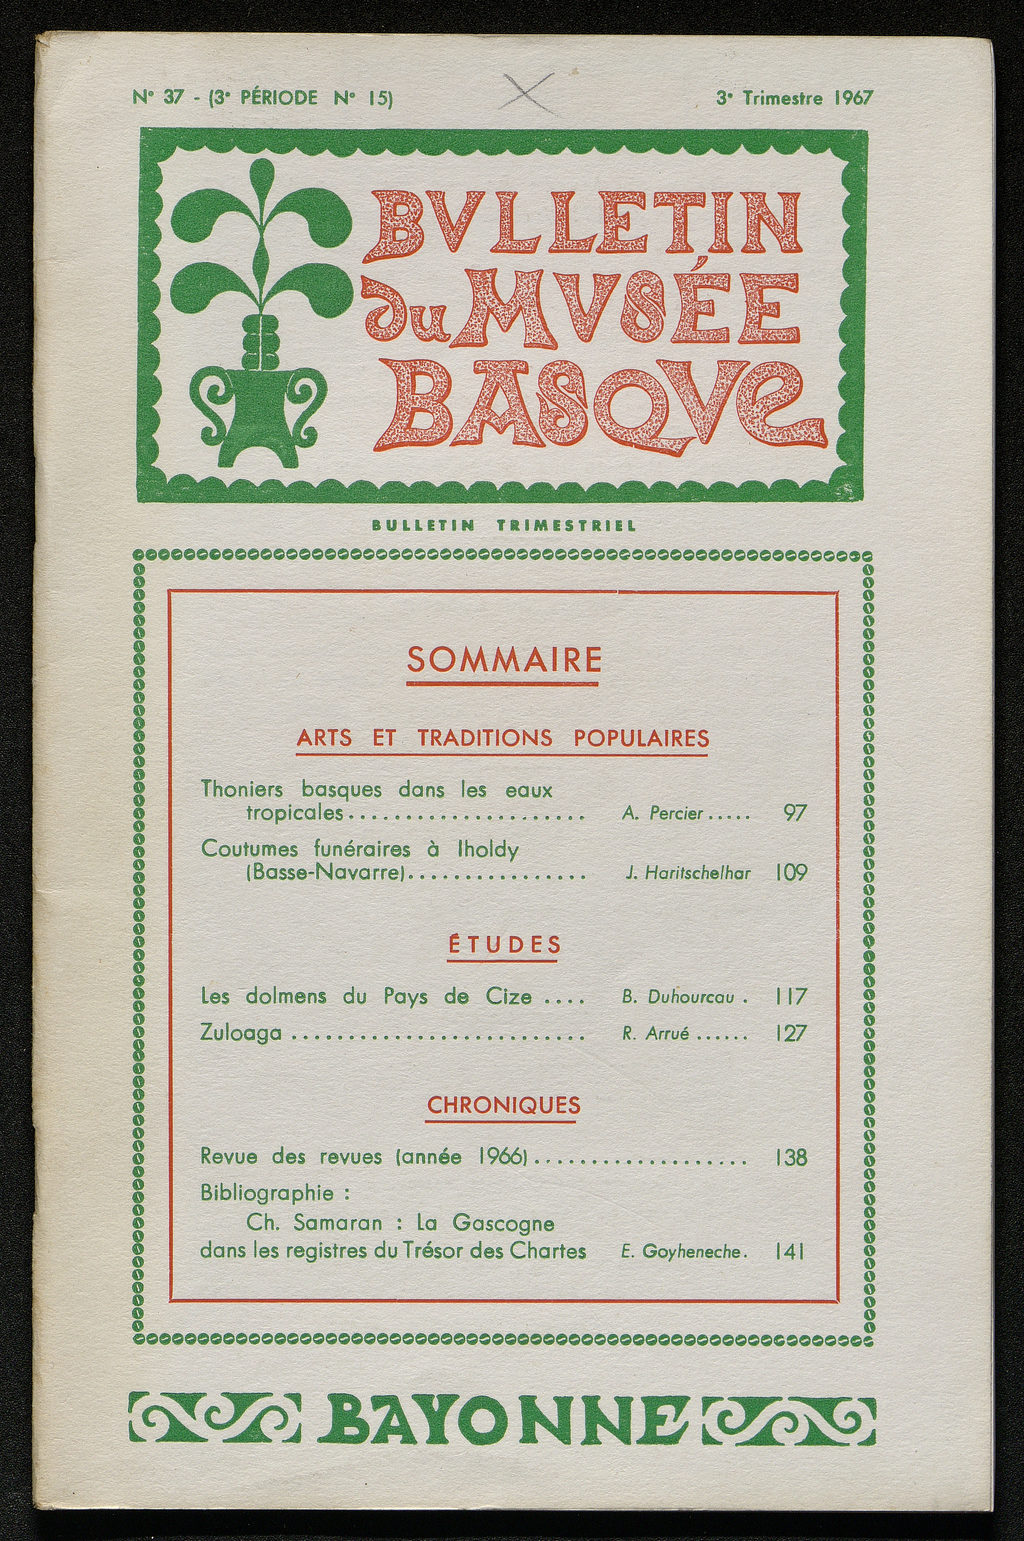 N° 37 - (3e PÉRIODE N° 15)
3e Trimestre 1967
BVLLETIN
du MVSÉE
BASQVE
BULLETIN TRIMESTRIEL
SOMMAIRE
ARTS ET TRADITIONS POPULAIRES
Thoniers basques dans les eaux
tropicales..................... A. Percier..... 97
Coutumes funéraires à Iholdy
(Basse-Navarre)................ J. Haritschelhar 109
ÉTUDES
Les dolmens du Pays de Cize .... B. Duhourcau . 117
Zuloaga .......................... R. Arrué ...... 127
CHRONIQUES
Revue des revues (année 1966)................... 138
Bibliographie :
Ch. Samaran : La Gascogne
dans les registres du Trésor des Chartes E. Goyheneche. 141
BAYONNE